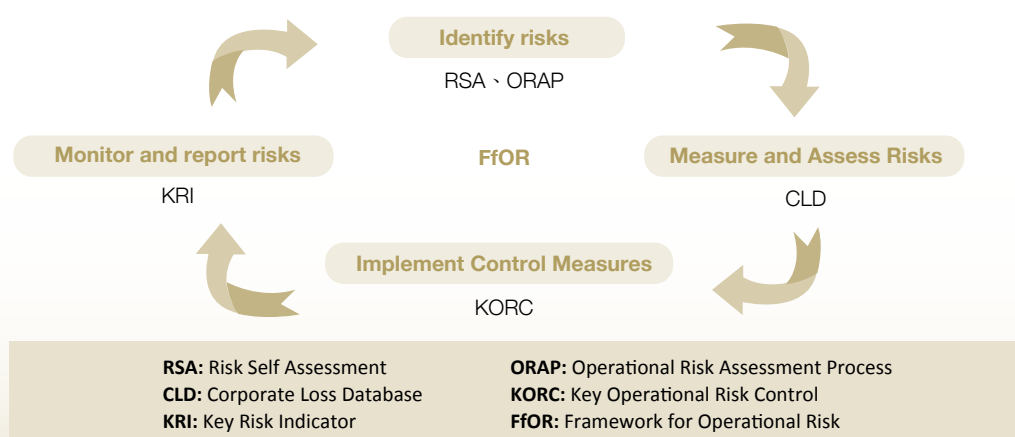 Identify risks
RSA、ORAP
Monitor and report risks
FfOR
Measure and Assess Risks
KRI
CLD
Implement Control Measures
KORC
RSA: Risk Self Assessment
ORAP: Operational Risk Assessment Process
CLD: Corporate Loss Database
KORC: Key Operational Risk Control
KRI: Key Risk Indicator
FfOR: Framework for Operational Risk